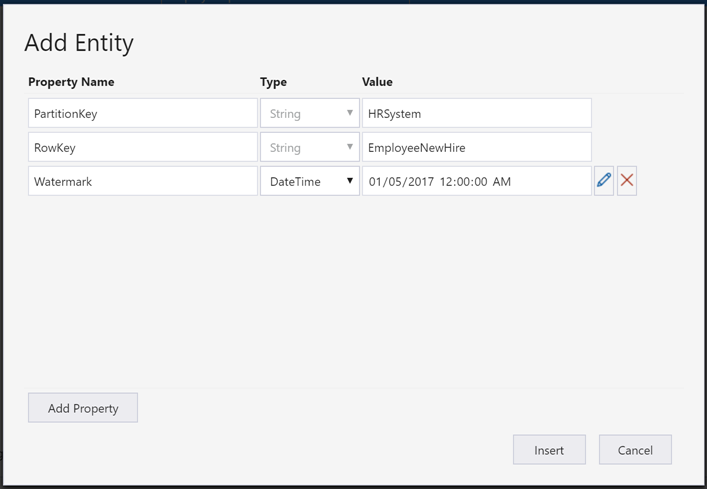 Add Entity
Property Name Type Value
PartitionKey String HRSystem
RowKey String EmployeeNewHire
Watermark DateTime 01/05/2017 12:00:00 AM
Add Property
Insert Cancel